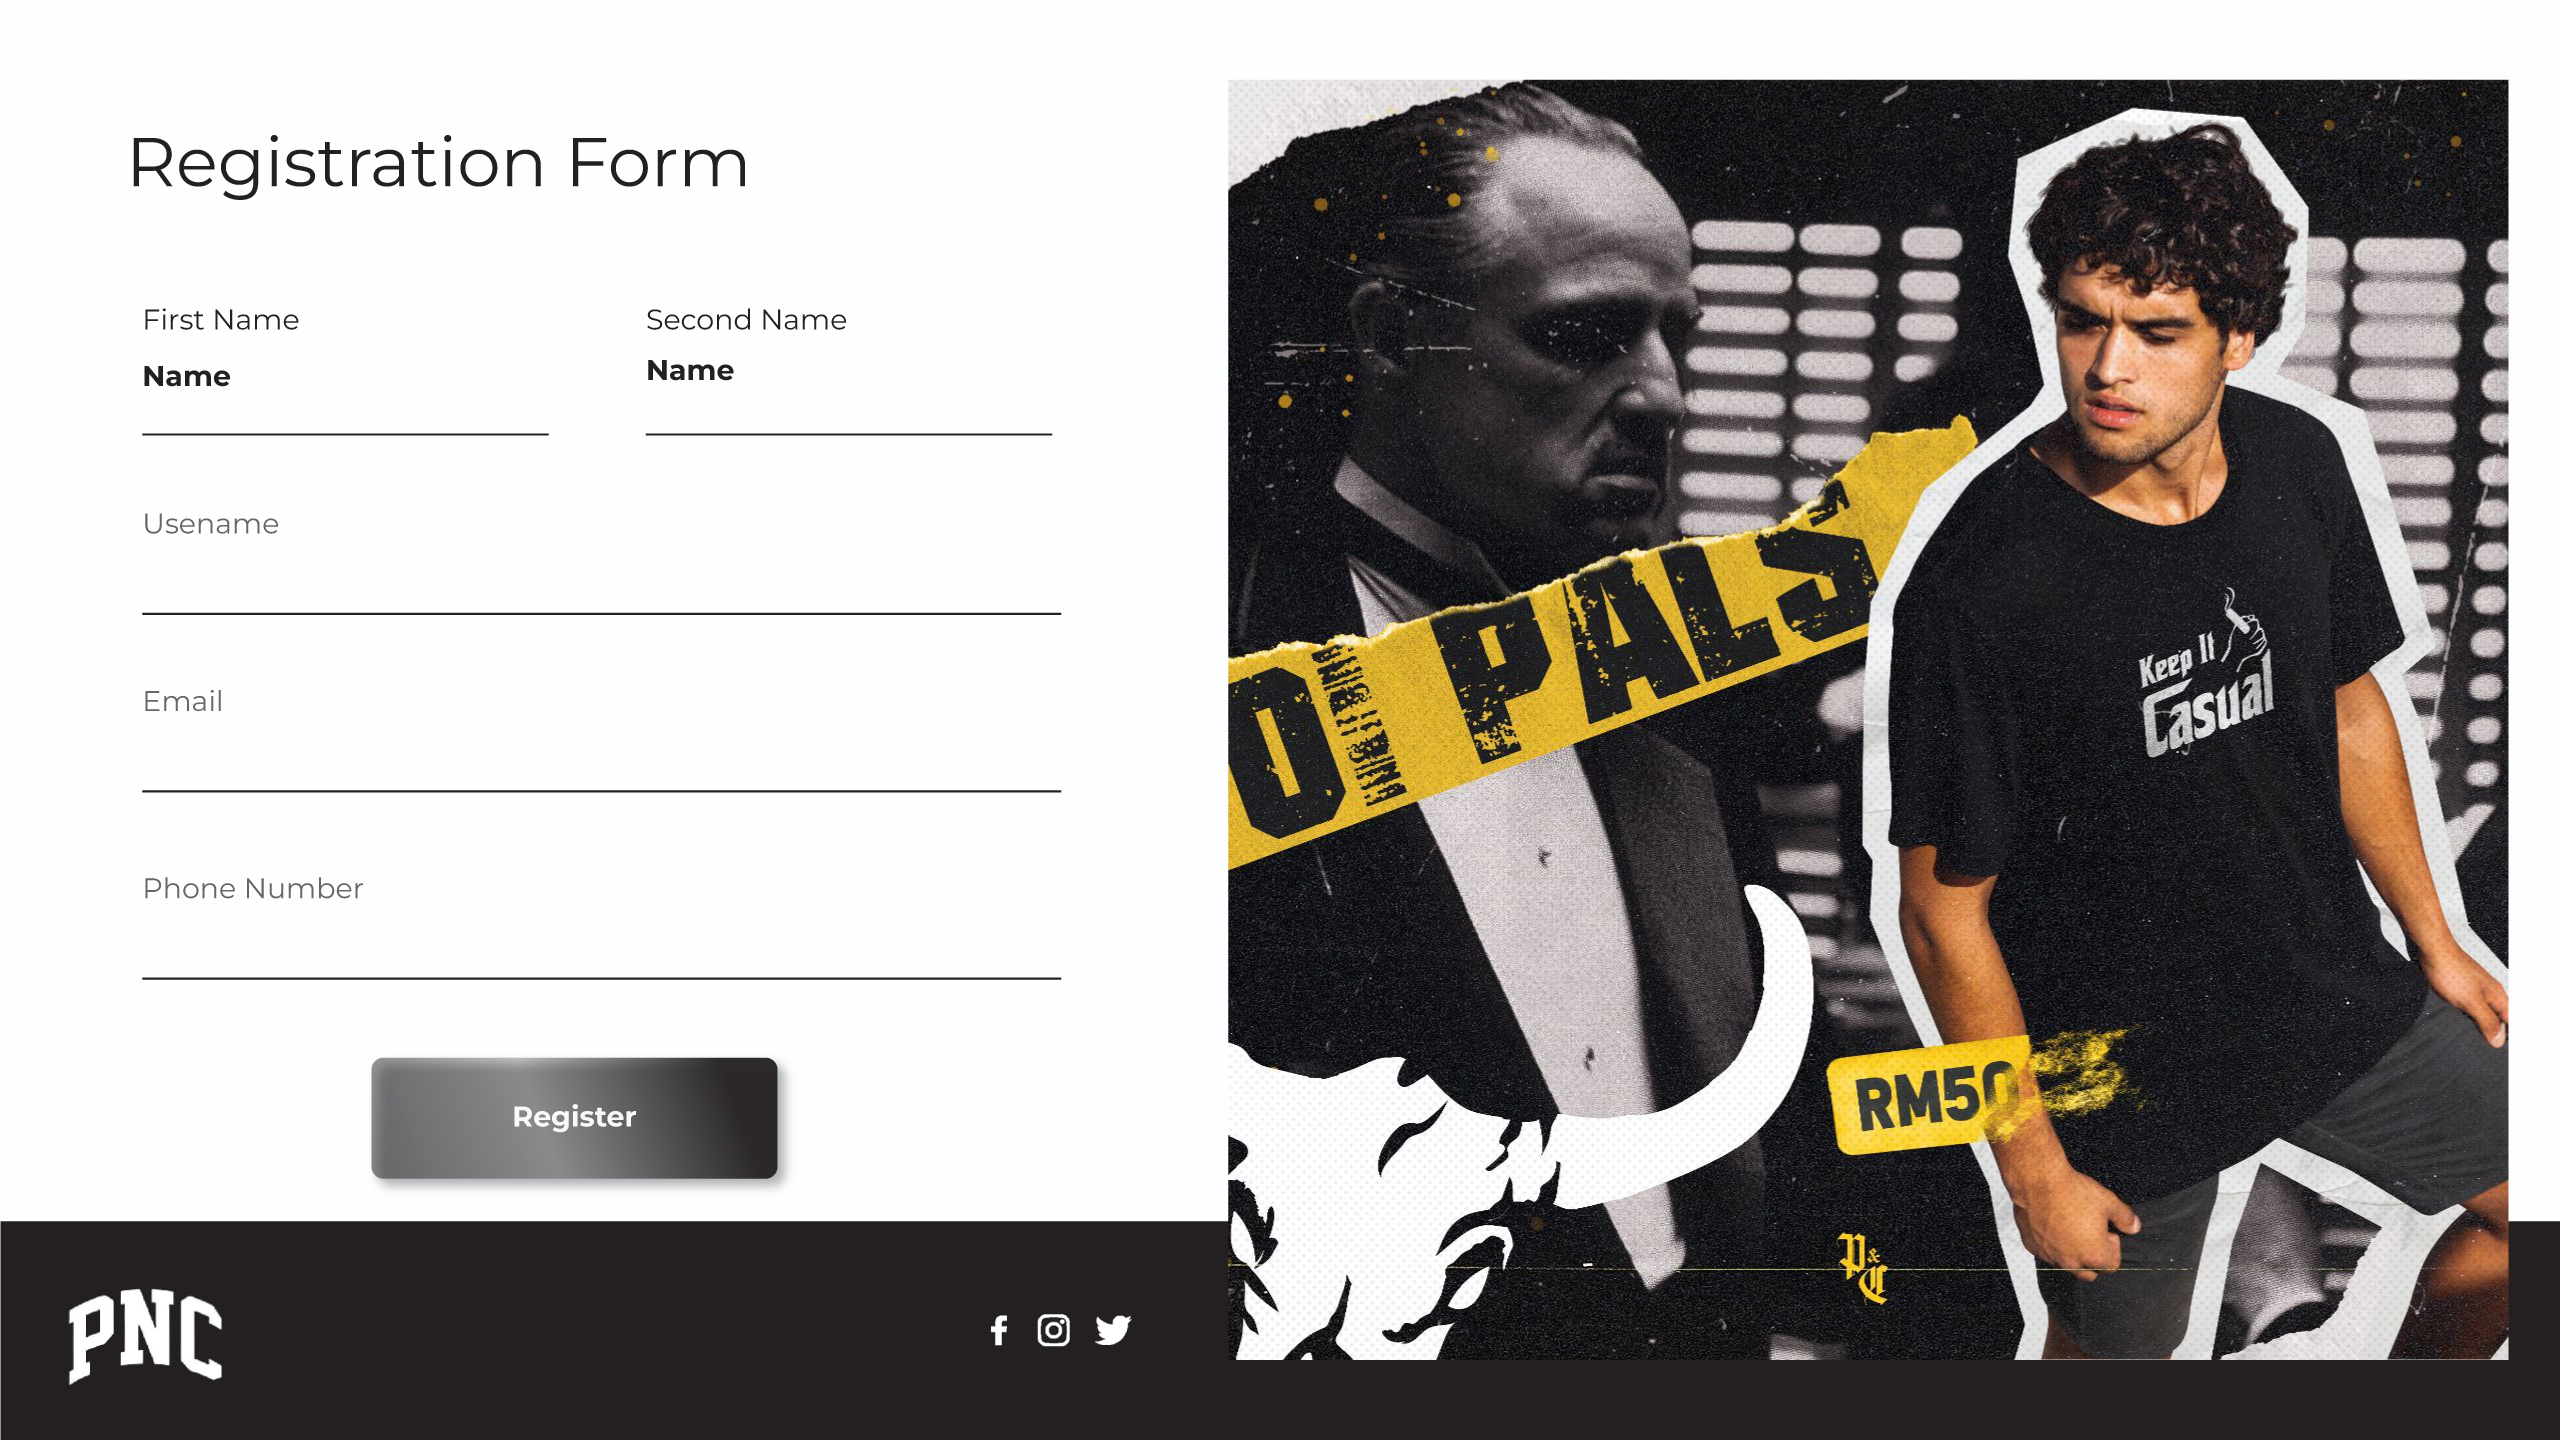 Registration Form
First Name
Second Name
Name
Name
Usename
Email
Phone Number
Register
PNC
PALS
Keep It
Casual
RM50
P&C